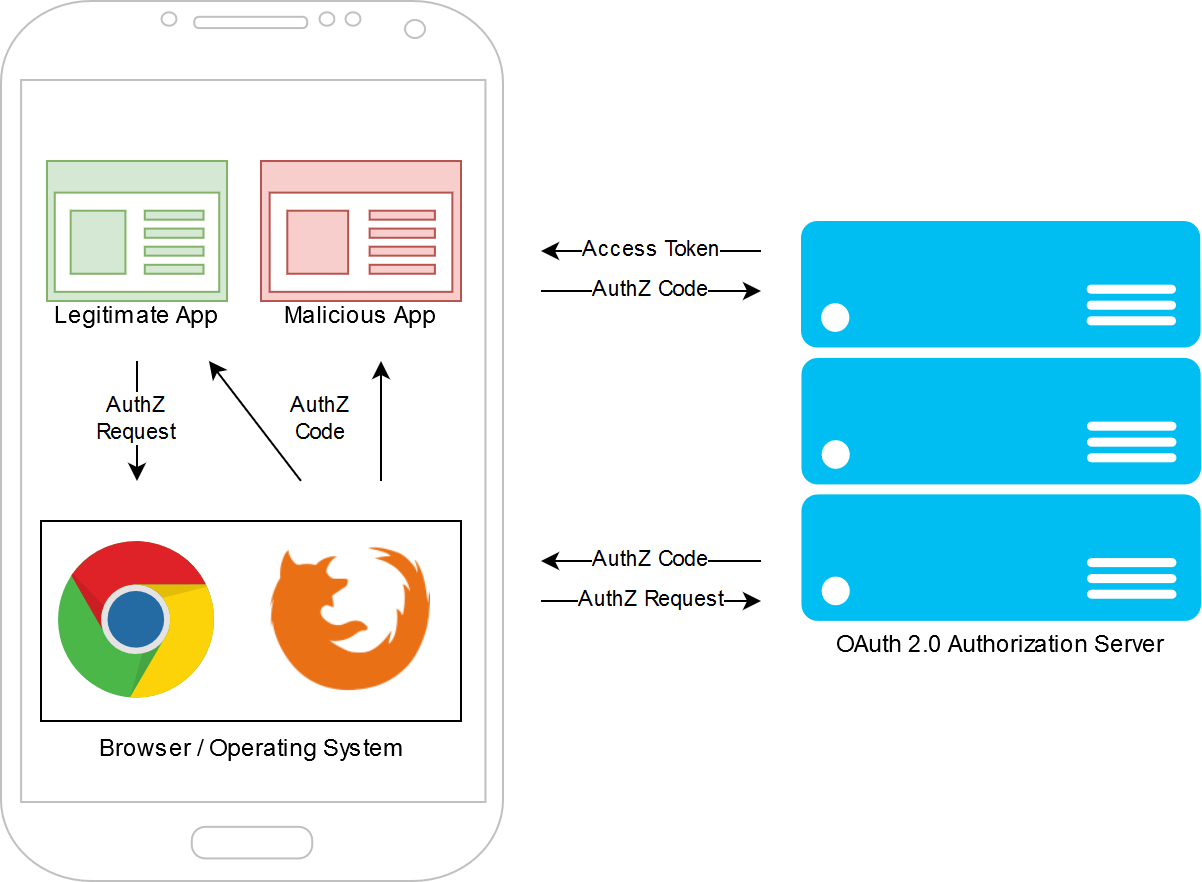 Legitimate App
Malicious App
AuthZ
Request
AuthZ
Code
Browser / Operating System
Access Token
AuthZ Code
AuthZ Code
AuthZ Request
OAuth 2.0 Authorization Server